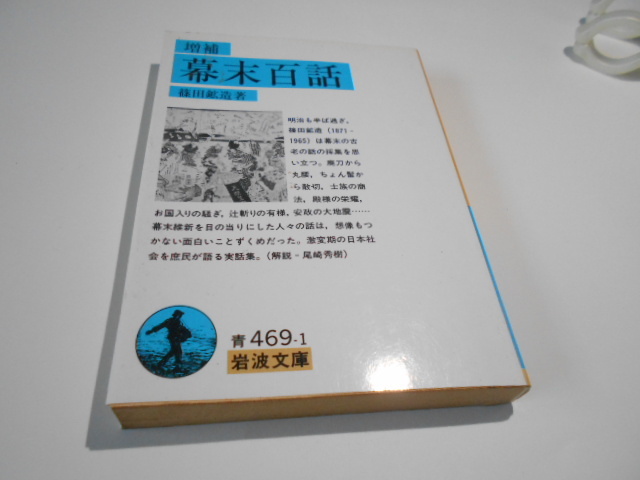 増補
幕末百話
篠田鉱造著
明治も半ば過ぎ，
篠田鉱造（1871-
1965）は幕末の古
老の話の採集を思
い立つ。廃刀から
丸腰，ちょん髷か
ら散切，士族の商
法，殿様の栄耀，
お国入りの騒ぎ，辻斬りの有様，安政の大地震……
幕末維新を目の当りにした人々の話は，想像もつ
かない面白いことずくめだった。激変期の日本社
会を庶民が語る実話集。（解説＝尾崎秀樹）
青 469-1
岩波文庫